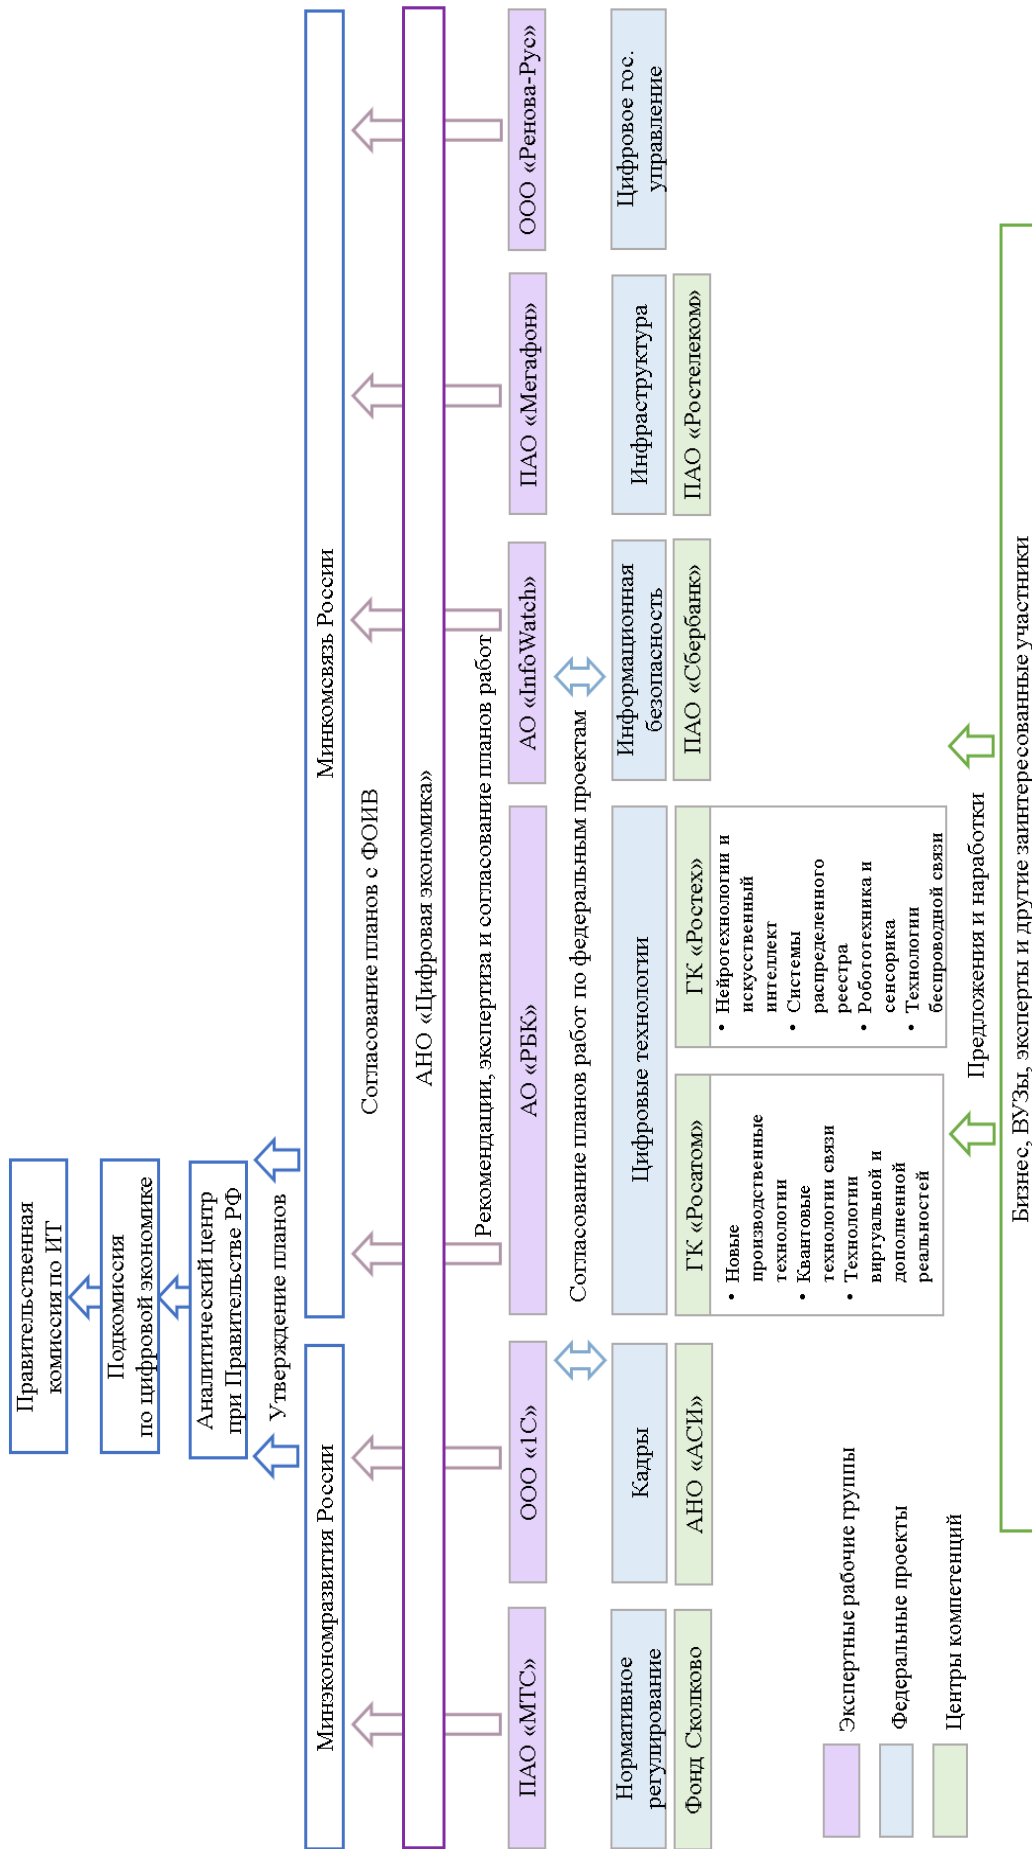 Правительственная
комиссия по ИТ
Подкомиссия
по цифровой экономике
Аналитический центр
при Правительстве РФ
Утверждение планов
Минэкономразвития России
Минкомсвязь России
Согласование планов с ФОИВ
АНО «Цифровая экономика»
Рекомендации, экспертиза и согласование планов работ
ПАО «МТС»
ООО «1С»
АО «РБК»
АО «InfoWatch»
ПАО «Мегафон»
ООО «Ренова-Рус»
Согласование планов работ по федеральным проектам
Нормативное
регулирование
Кадры
Цифровые технологии
Информационная
безопасность
Инфраструктура
Цифровое гос.
управление
Фонд Сколково
АНО «АСИ»
ГК «Росатом»
ГК «Ростех»
ПАО «Сбербанк»
ПАО «Ростелеком»
• Новые
производственные
технологии
• Квантовые
технологии связи
• Технологии
виртуальной и
дополненной
реальностей
• Нейротехнологии и
искусственный
интеллект
• Системы
распределенного
реестра
• Робототехника и
сенсорика
• Технологии
беспроводной связи
Экспертные рабочие группы
Федеральные проекты
Центры компетенций
Предложения и наработки
Бизнес, ВУЗы, эксперты и другие заинтересованные участники